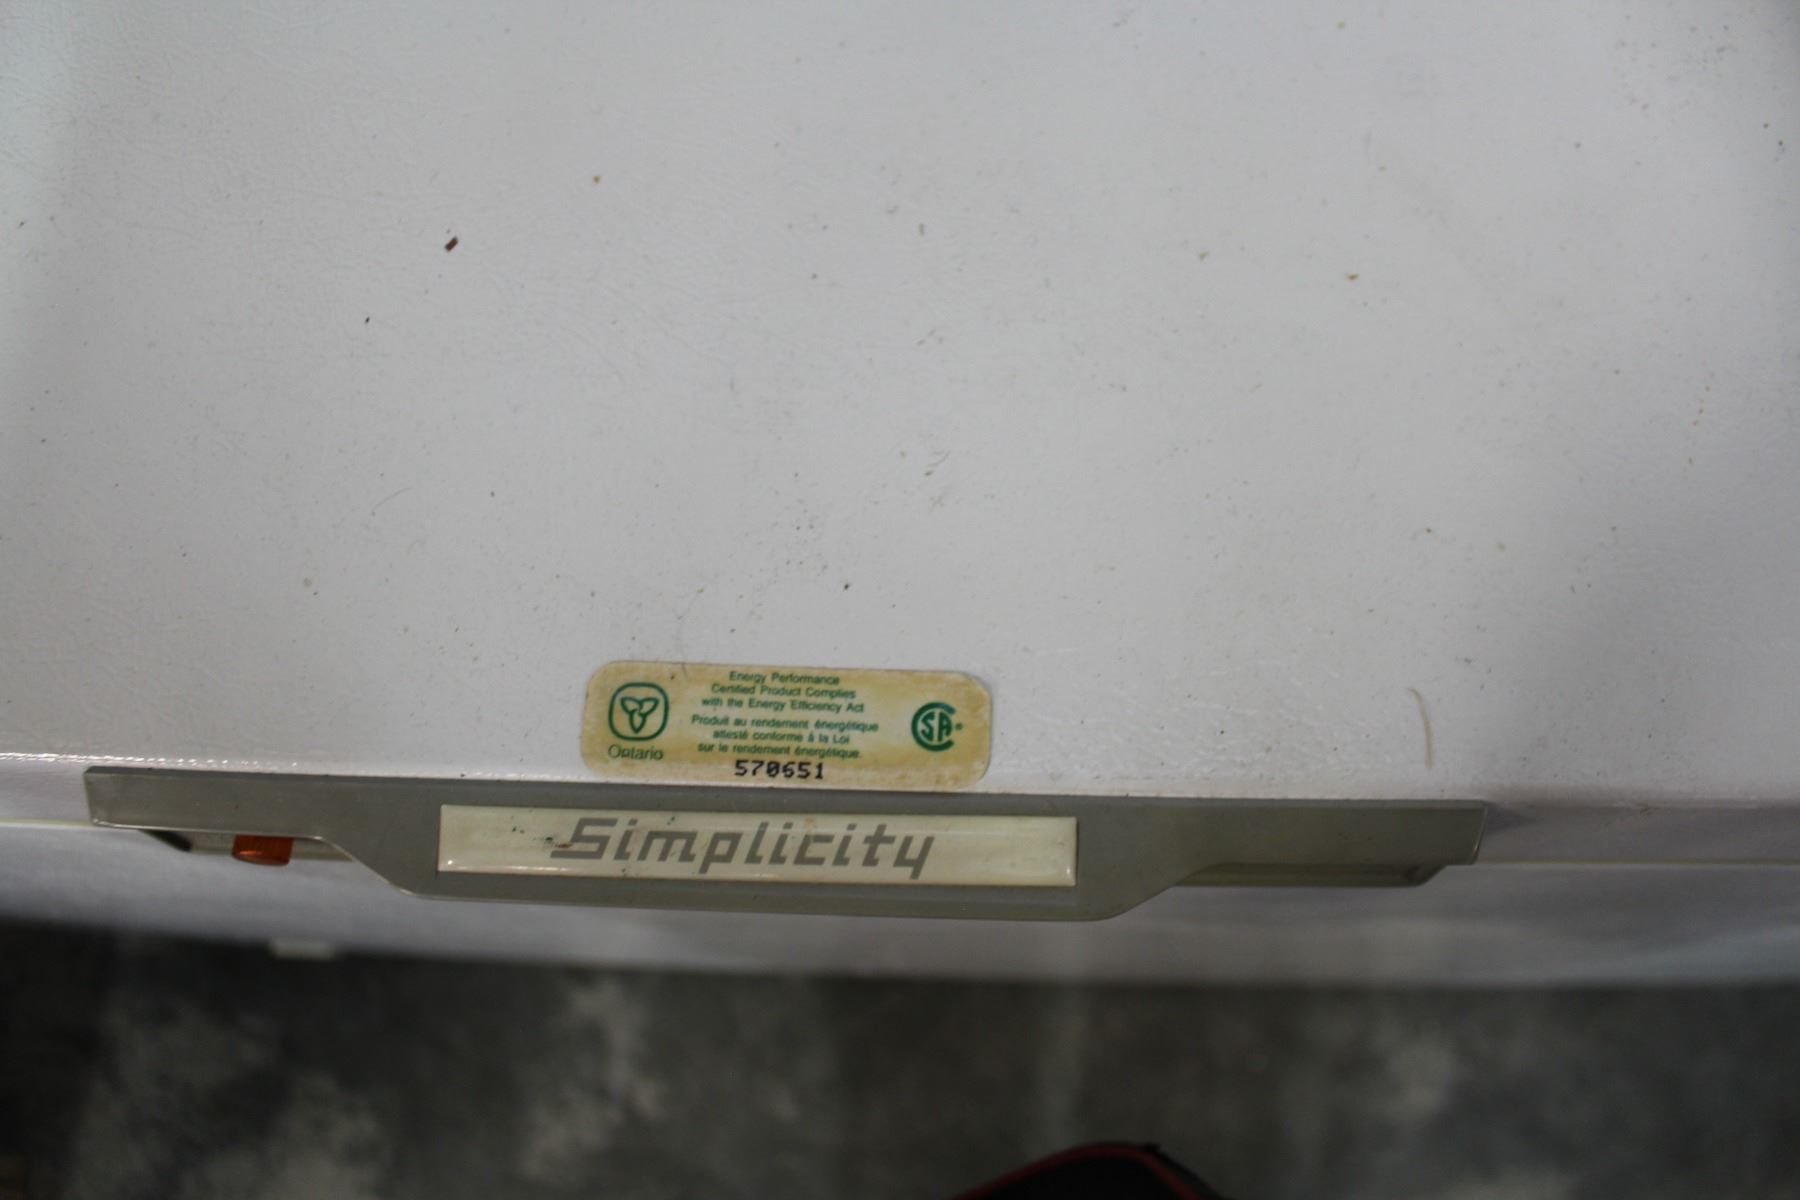 Energy Performance
Certified Product Complies
with the Energy Efficiency Act
Produit au rendement énergétique
attesté conforme à la Loi
sur le rendement énergétique.
570651
Ontario
CSA®
Simplicity